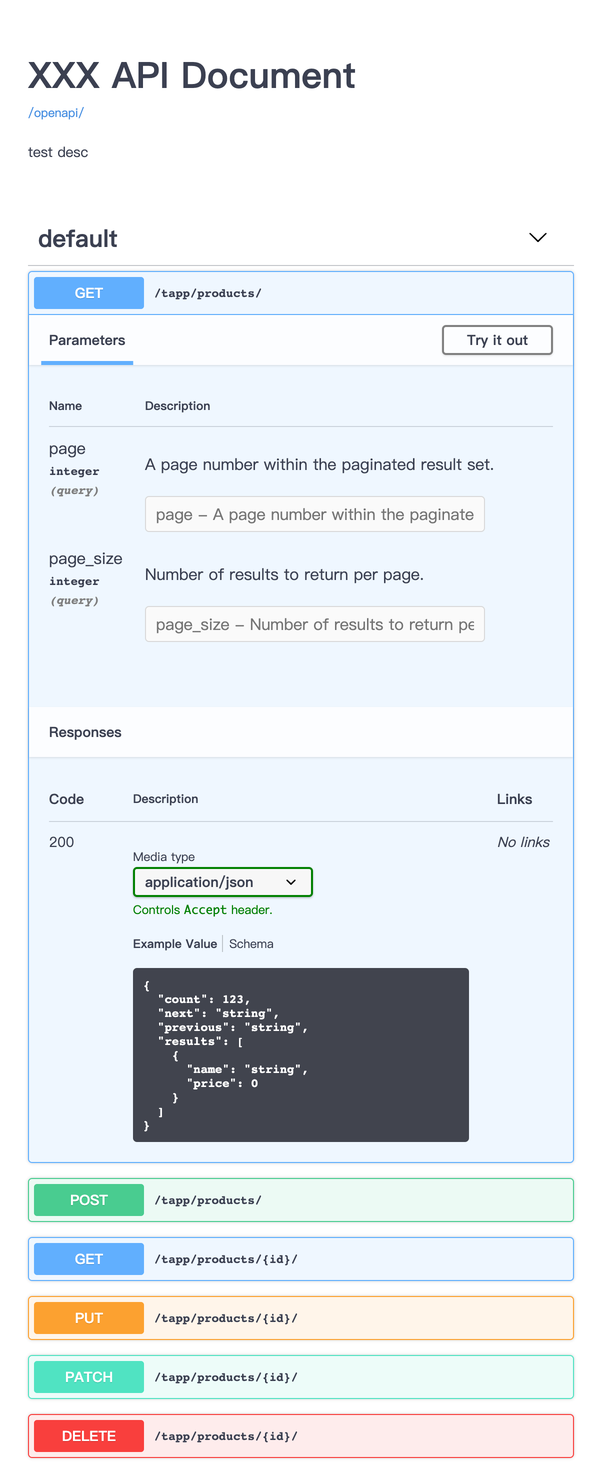 XXX API Document
/openapi/
test desc
default
GET /tapp/products/
Parameters Try it out
Name Description
page
integer
(query)
A page number within the paginated result set.
page – A page number within the paginate
page_size
integer
(query)
Number of results to return per page.
page_size – Number of results to return pe
Responses
Code Description Links
200
Media type
application/json
Controls Accept header.
Example Value Schema
{
  "count": 123,
  "next": "string",
  "previous": "string",
  "results": [
    {
      "name": "string",
      "price": 0
    }
  ]
}
No links
POST /tapp/products/
GET /tapp/products/{id}/
PUT /tapp/products/{id}/
PATCH /tapp/products/{id}/
DELETE /tapp/products/{id}/